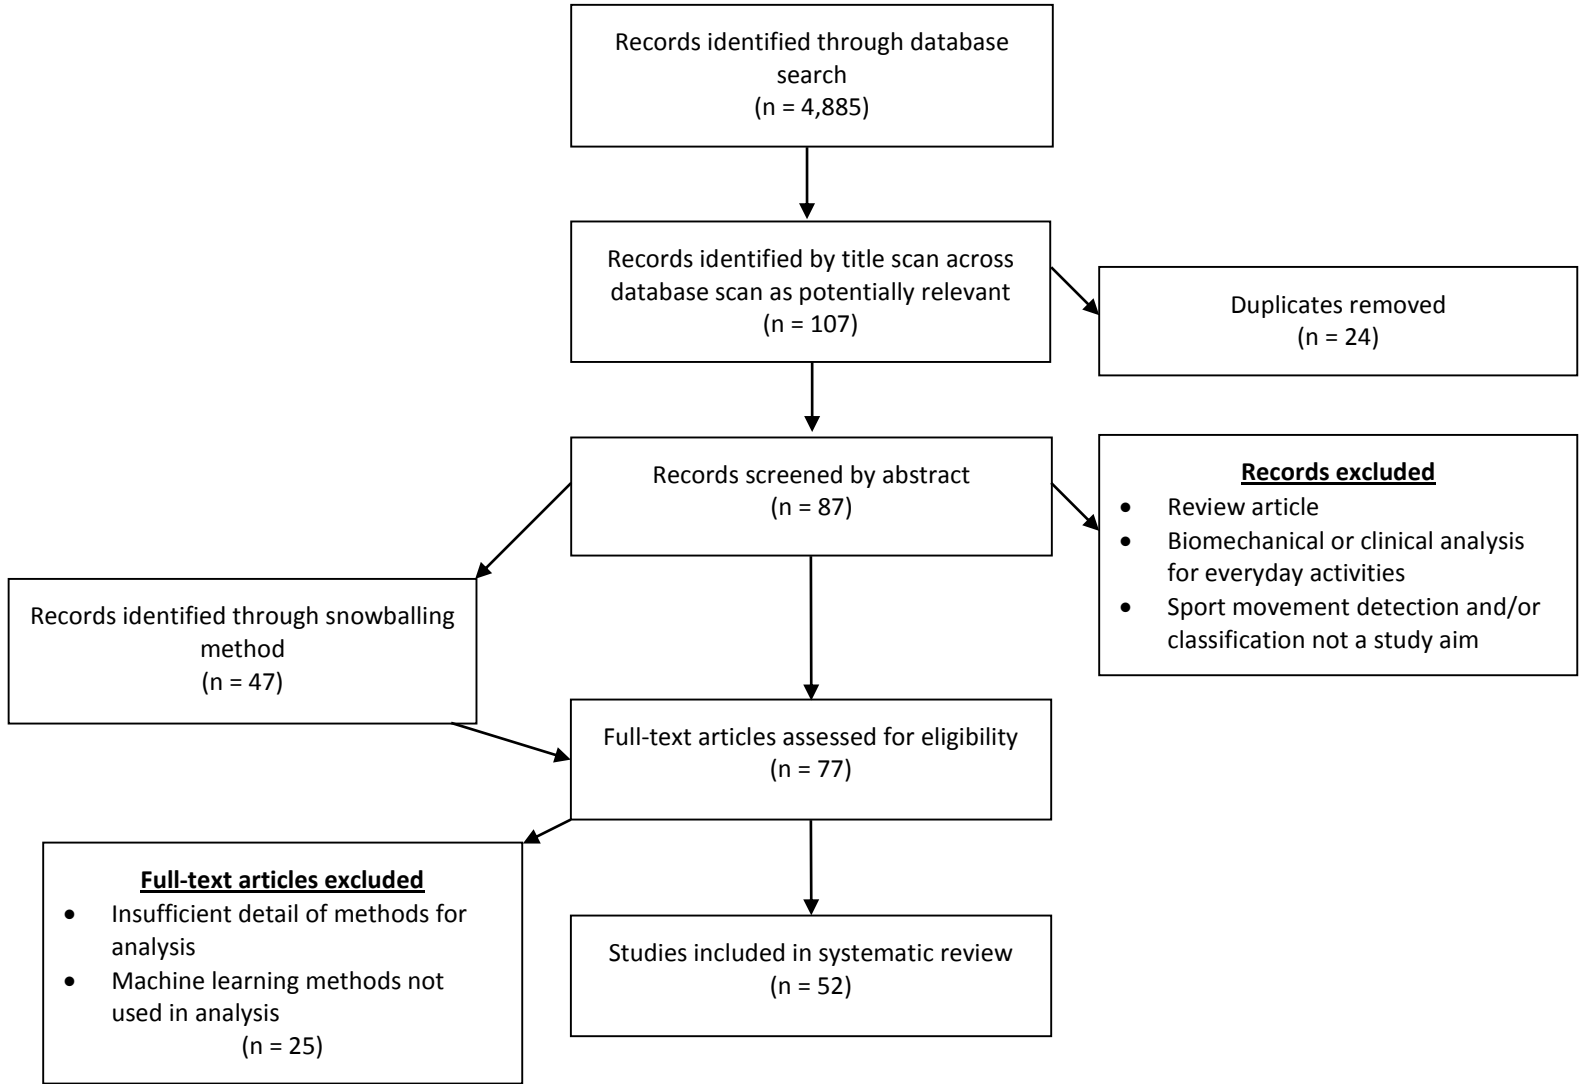 Records identified through database
search
(n = 4,885)
Records identified by title scan across
database scan as potentially relevant
(n = 107)
Duplicates removed
(n = 24)
Records screened by abstract
(n = 87)
Records excluded
• Review article
• Biomechanical or clinical analysis
for everyday activities
• Sport movement detection and/or
classification not a study aim
Records identified through snowballing
method
(n = 47)
Full-text articles assessed for eligibility
(n = 77)
Full-text articles excluded
• Insufficient detail of methods for
analysis
• Machine learning methods not
used in analysis
(n = 25)
Studies included in systematic review
(n = 52)